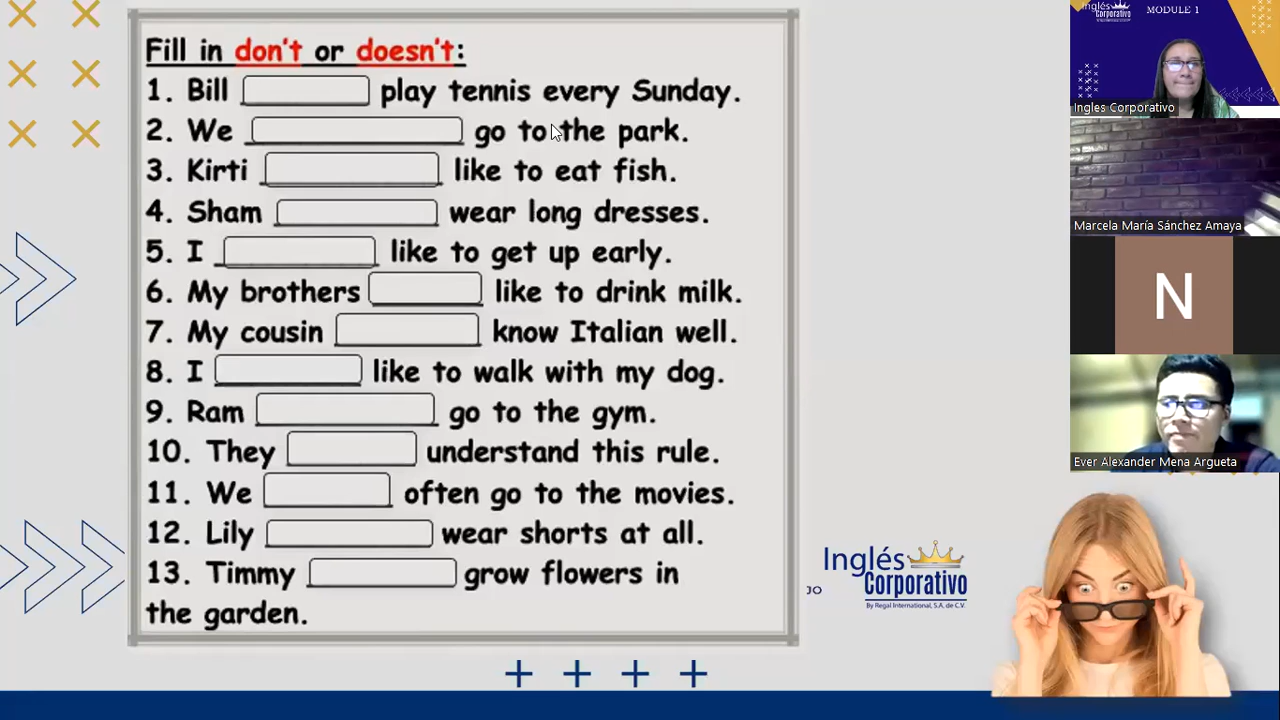 Fill in don't or doesn't:
1. Bill play tennis every Sunday.
2. We go to the park.
3. Kirti like to eat fish.
4. Sham wear long dresses.
5. I like to get up early.
6. My brothers like to drink milk.
7. My cousin know Italian well.
8. I like to walk with my dog.
9. Ram go to the gym.
10. They understand this rule.
11. We often go to the movies.
12. Lily wear shorts at all.
13. Timmy grow flowers in
the garden.
JO
Inglés
Corporativo
By Regal International, S.A. de C.V.
Inglés
Corporativo
MODULE 1
Ingles Corporativo
Marcela María Sánchez Amaya
N
Ever Alexander Mena Argueta